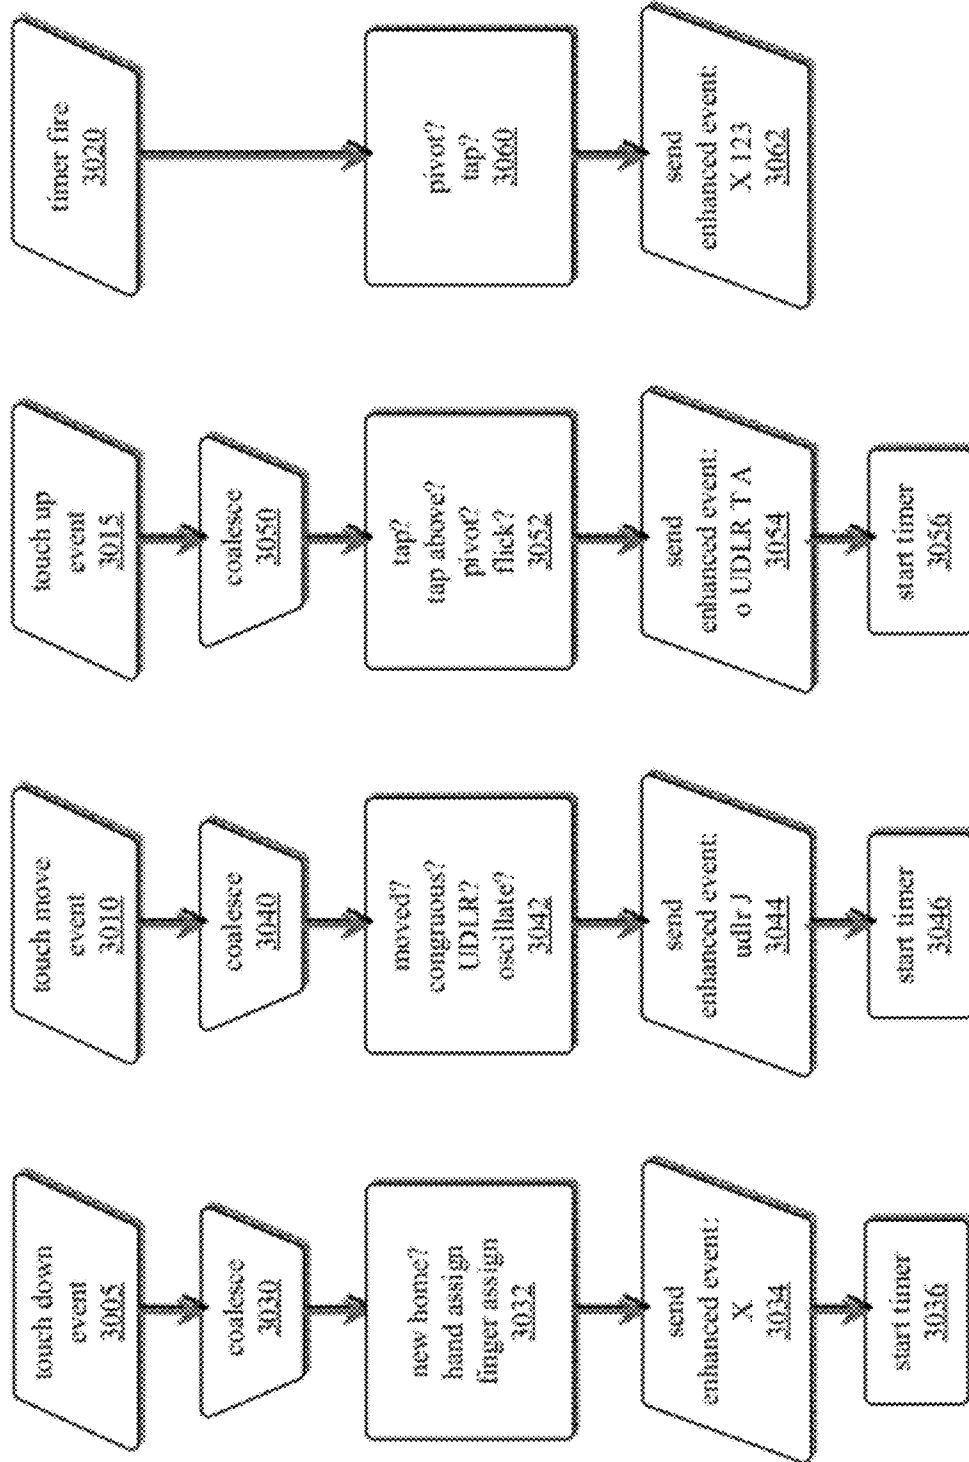 touch down
event
3005
coalesce
3030
new home?
hand assign
finger assign
3032
send
enhanced event:
X
3034
start timer
3036
touch move
event
3010
coalesce
3040
moved?
congruous?
UDLR?
oscillate?
3042
send
enhanced event:
udlr J
3044
start timer
3046
touch up
event
3015
coalesce
3050
tap?
tap above?
pivot?
flick?
3052
send
enhanced event:
o UDLR T A
3054
start timer
3056
timer fire
3020
pivot?
tap?
3060
send
enhanced event:
X 123
3062